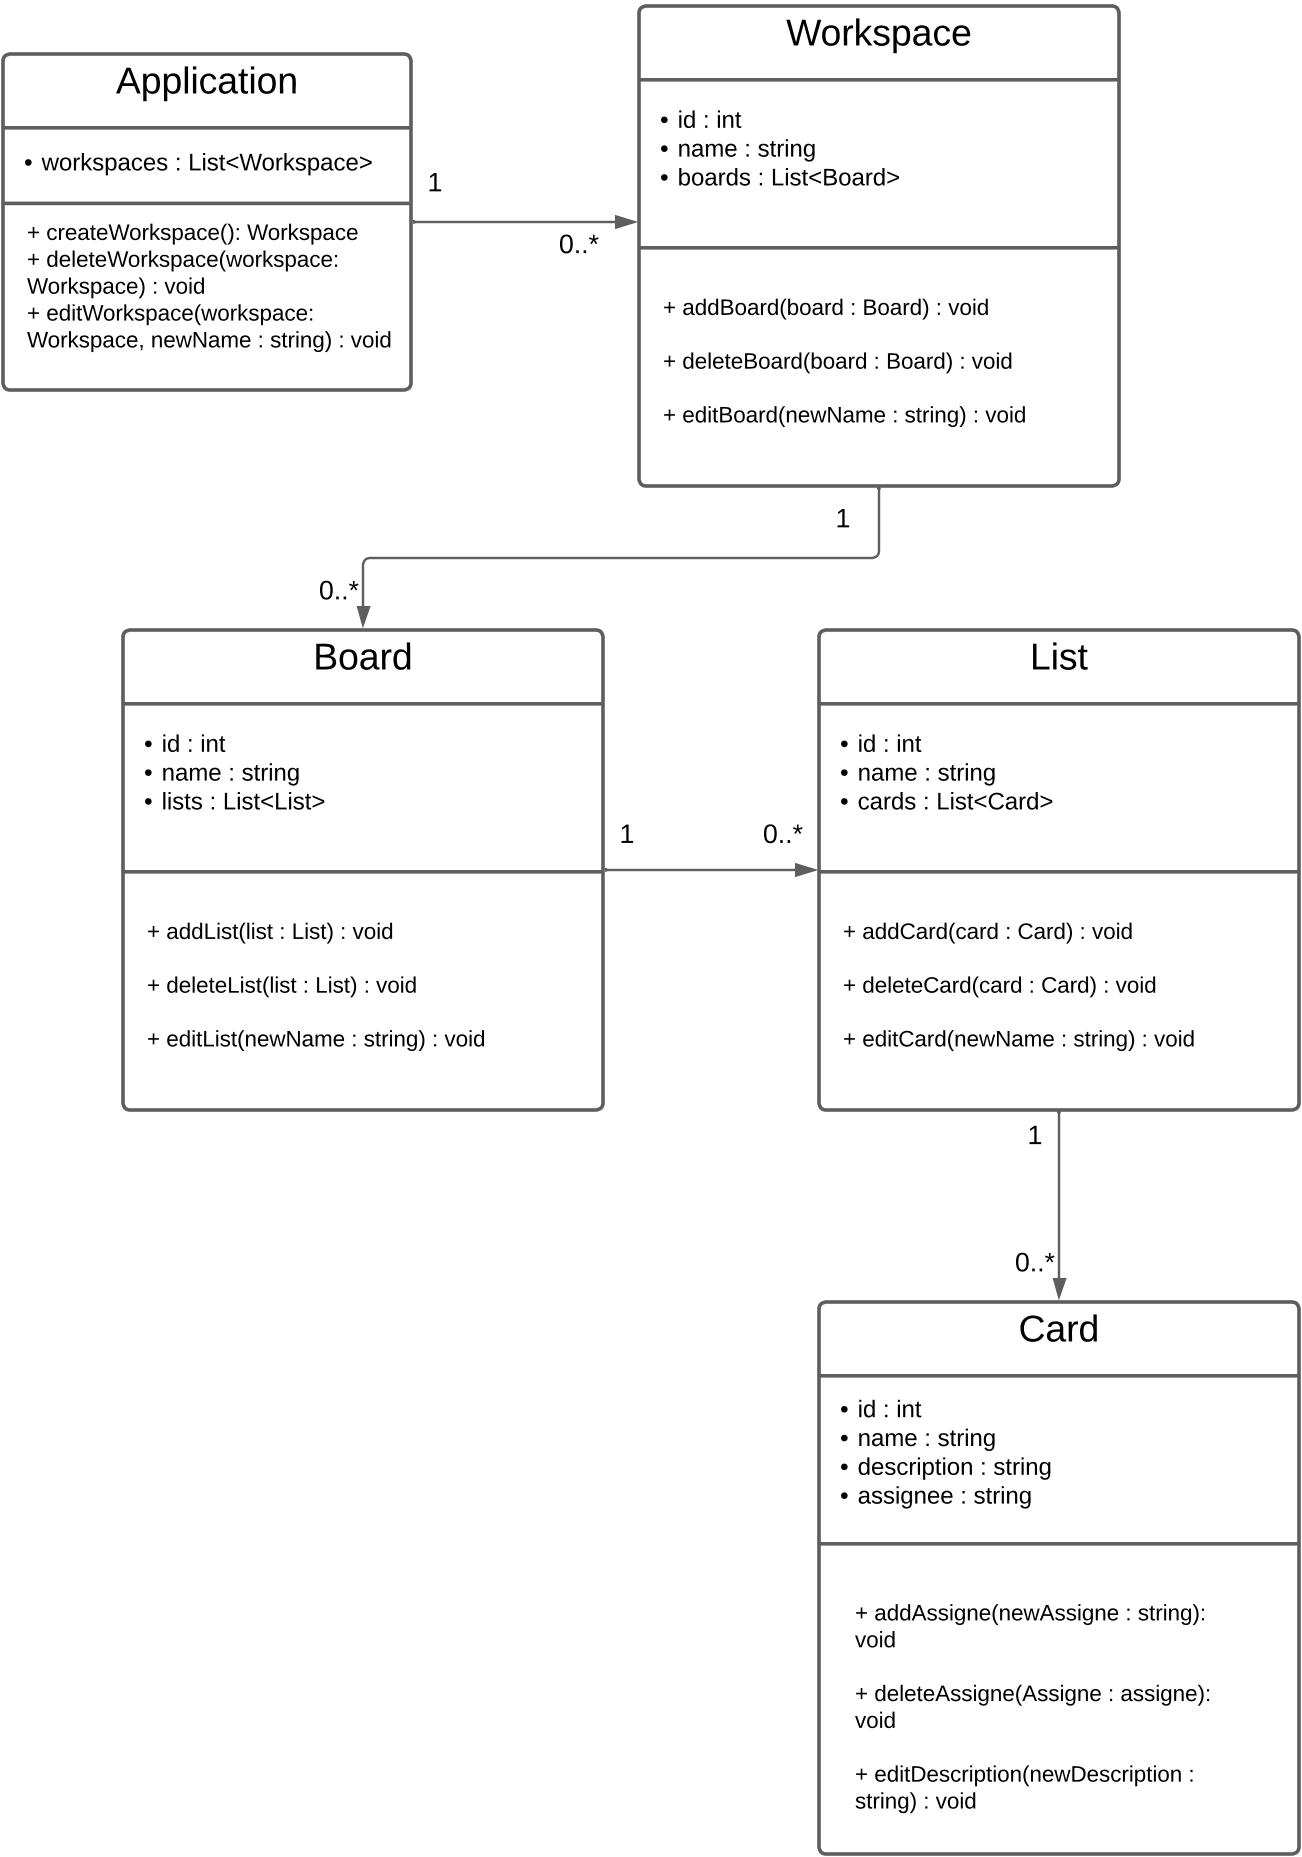 Application
• workspaces : List<Workspace>
+ createWorkspace(): Workspace
+ deleteWorkspace(workspace:
Workspace) : void
+ editWorkspace(workspace:
Workspace, newName : string) : void
1
0..*
Workspace
• id : int
• name : string
• boards : List<Board>
+ addBoard(board : Board) : void
+ deleteBoard(board : Board) : void
+ editBoard(newName : string) : void
1
0..*
Board
• id : int
• name : string
• lists : List<List>
+ addList(list : List) : void
+ deleteList(list : List) : void
+ editList(newName : string) : void
1
0..*
List
• id : int
• name : string
• cards : List<Card>
+ addCard(card : Card) : void
+ deleteCard(card : Card) : void
+ editCard(newName : string) : void
1
0..*
Card
• id : int
• name : string
• description : string
• assignee : string
+ addAssigne(newAssigne : string):
void
+ deleteAssigne(Assigne : assigne):
void
+ editDescription(newDescription :
string) : void